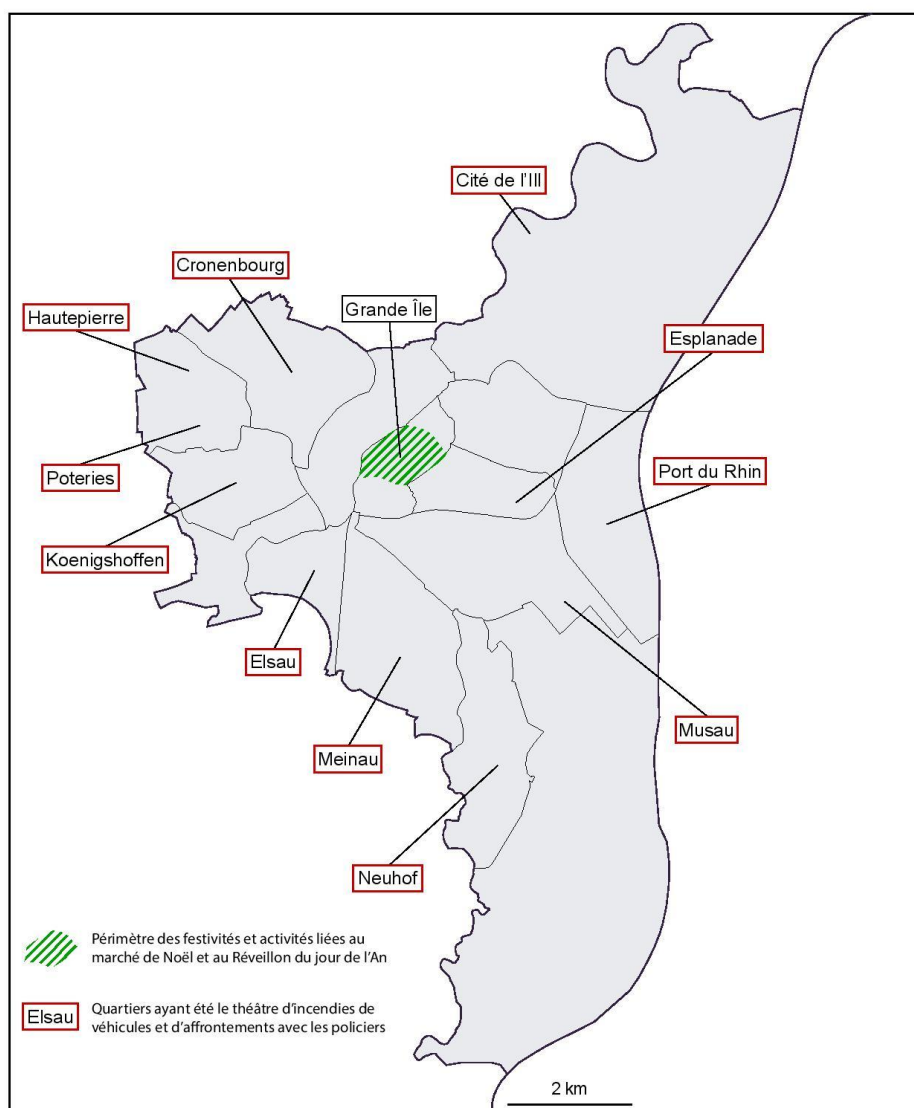 Cité de l'Ill
Cronenbourg
Grande Île
Hautepierre
Esplanade
Poteries
Port du Rhin
Koenigshoffen
Elsau
Musau
Meinau
Neuhof
Périmètre des festivités et activités liées au
marché de Noël et au Réveillon du jour de l'An
Elsau
Quartiers ayant été le théâtre d'incendies de
véhicules et d'affrontements avec les policiers
2 km